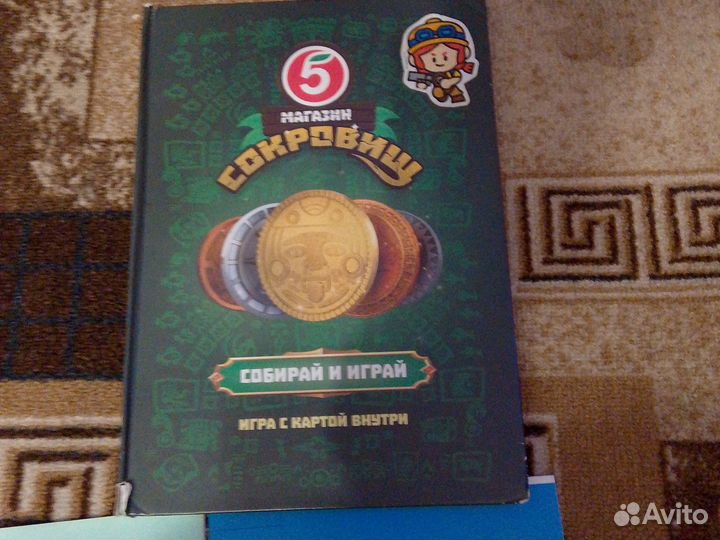 5
МАГАЗИН
СОКРОВИЩ
СОБИРАЙ И ИГРАЙ
ИГРА С КАРТОЙ ВНУТРИ
Avito